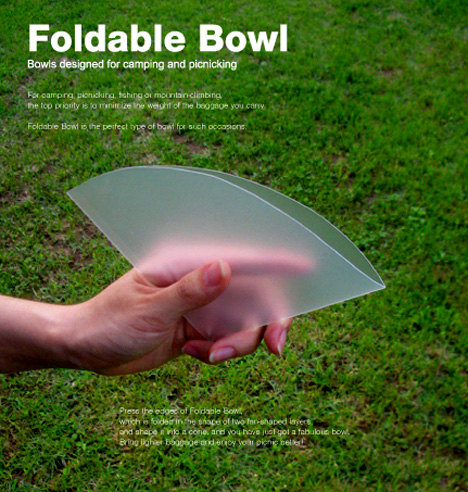 Foldable Bowl
Bowls designed for camping and picnicking
For camping, picnicking, fishing or mountain-climbing,
the top priority is to minimize the weight of the baggage you carry.
Foldable Bowl is the perfect type of bowl for such occasions.
Press the edges of Foldable Bowl,
which is folded in the shape of two fan-shaped layers,
and shape it into a cone, and you have just got a fabulous bowl.
Bring lighter baggage and enjoy your picnic better!